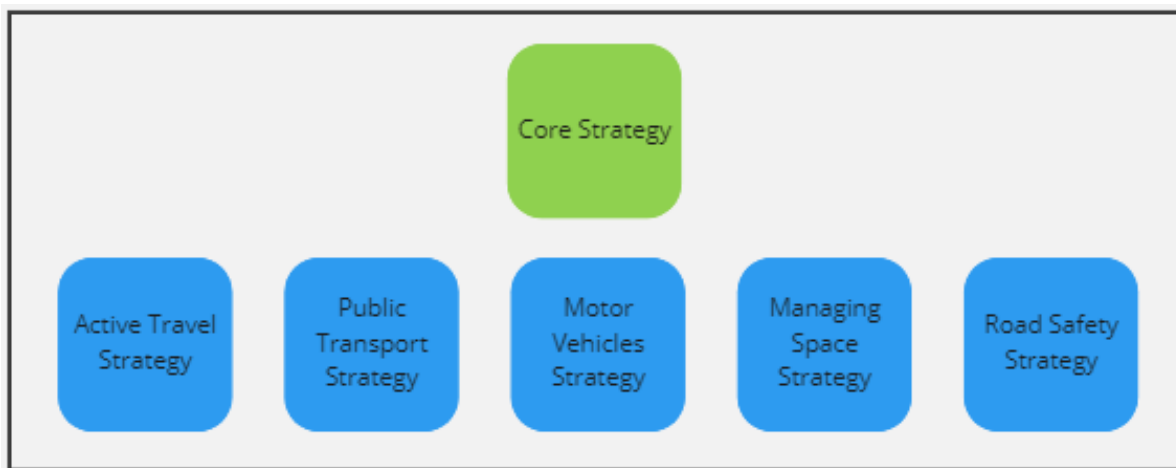 Core Strategy
Active Travel
Strategy
Public
Transport
Strategy
Motor
Vehicles
Strategy
Managing
Space
Strategy
Road Safety
Strategy